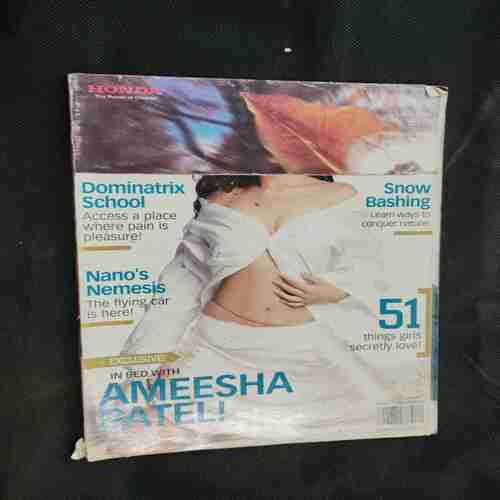 HONDA
The Power of Dreams
Dominatrix
School
Access a place
where pain is
pleasure!
Snow
Bashing
Learn ways to
conquer nature!
Nano's
Nemesis
The flying car
is here!
51
things girls
secretly love!
EXCLUSIVE
IN BED WITH
AMEESHA
PATEL!